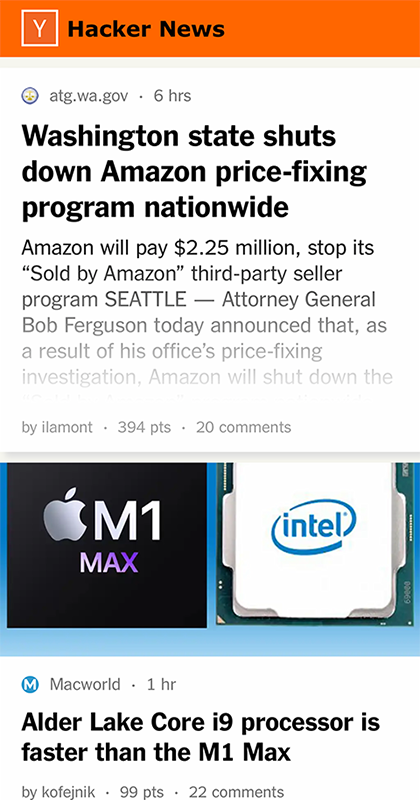 Y Hacker News
atg.wa.gov · 6 hrs
Washington state shuts
down Amazon price-fixing
program nationwide
Amazon will pay $2.25 million, stop its
“Sold by Amazon” third-party seller
program SEATTLE — Attorney General
Bob Ferguson today announced that, as
a result of his office’s price-fixing
investigation, Amazon will shut down the
by ilamont · 394 pts · 20 comments
M1
MAX
intel®
M Macworld · 1 hr
Alder Lake Core i9 processor is
faster than the M1 Max
by kofejnik · 99 pts · 22 comments